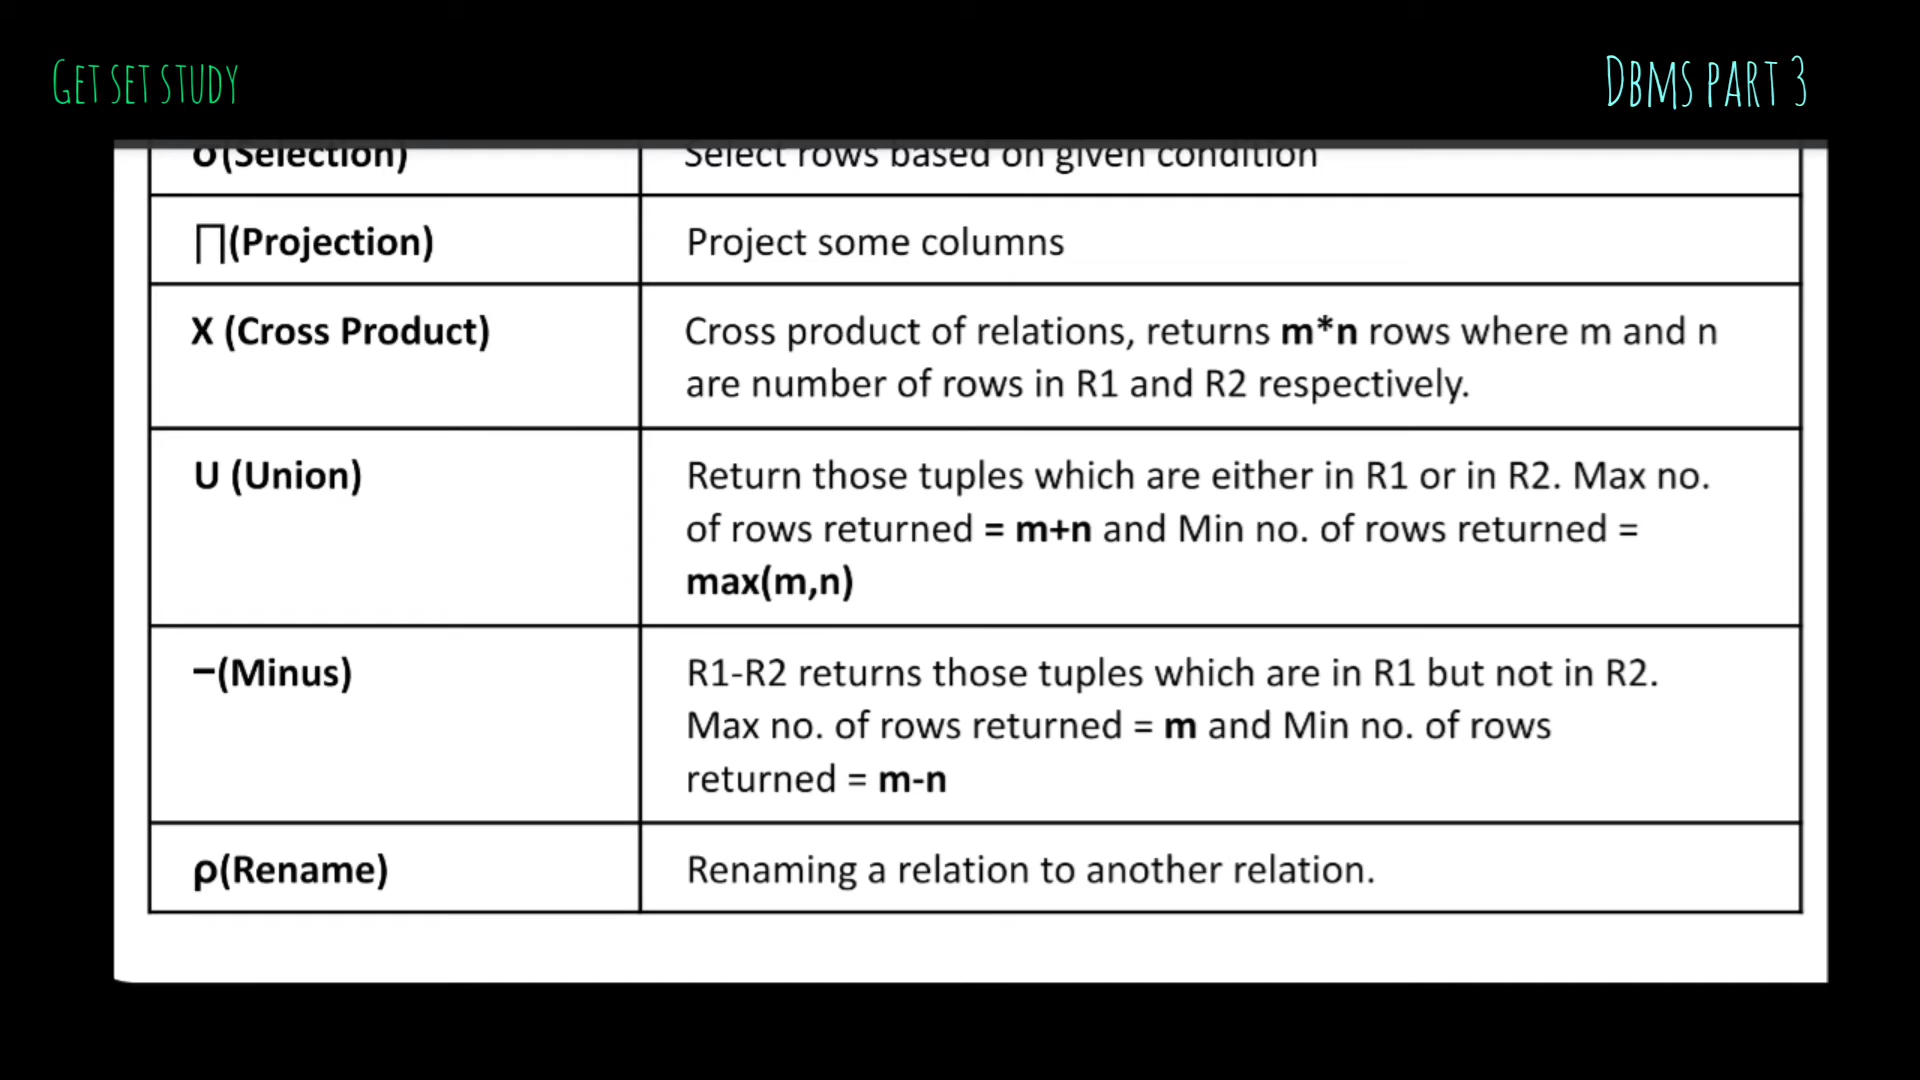 GET SET STUDY
DBMS PART 3
σ(Selection)
Select rows based on given condition
∏(Projection)
Project some columns
X (Cross Product)
Cross product of relations, returns m*n rows where m and n
are number of rows in R1 and R2 respectively.
U (Union)
Return those tuples which are either in R1 or in R2. Max no.
of rows returned = m+n and Min no. of rows returned =
max(m,n)
−(Minus)
R1-R2 returns those tuples which are in R1 but not in R2.
Max no. of rows returned = m and Min no. of rows
returned = m-n
ρ(Rename)
Renaming a relation to another relation.